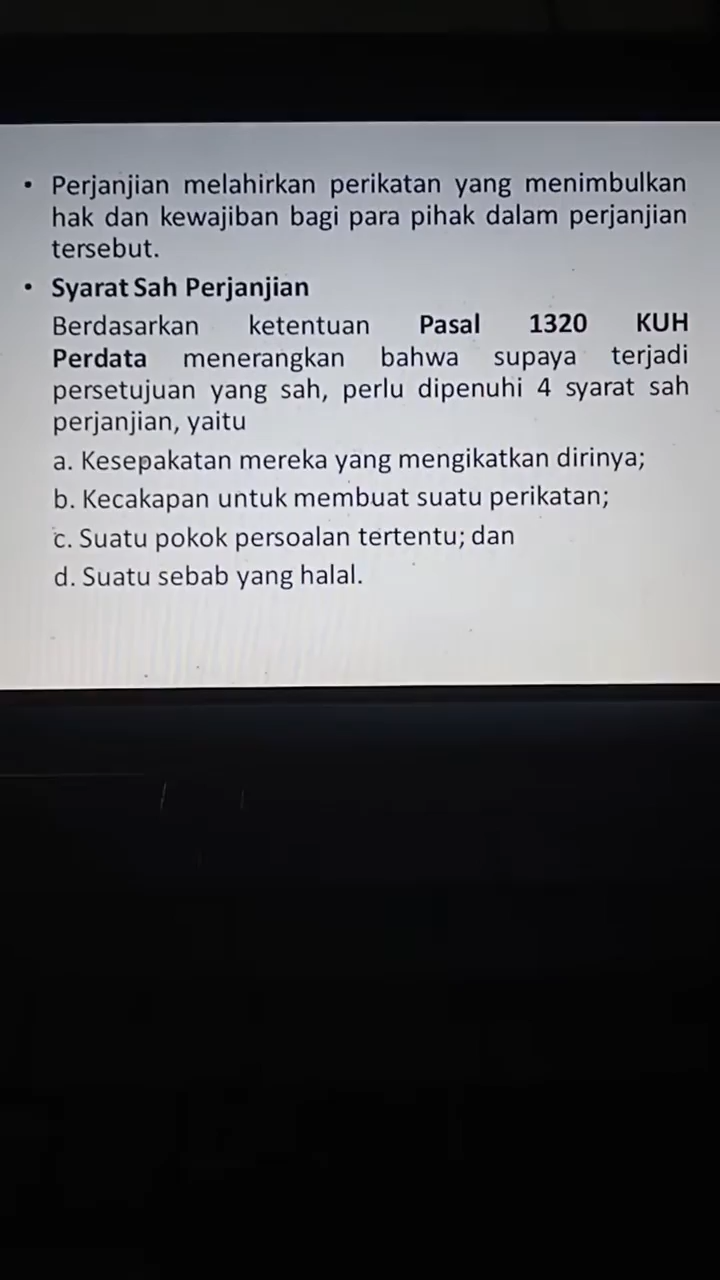 • Perjanjian melahirkan perikatan yang menimbulkan
hak dan kewajiban bagi para pihak dalam perjanjian
tersebut.
• Syarat Sah Perjanjian
Berdasarkan ketentuan Pasal 1320 KUH
Perdata menerangkan bahwa supaya terjadi
persetujuan yang sah, perlu dipenuhi 4 syarat sah
perjanjian, yaitu
a. Kesepakatan mereka yang mengikatkan dirinya;
b. Kecakapan untuk membuat suatu perikatan;
c. Suatu pokok persoalan tertentu; dan
d. Suatu sebab yang halal.